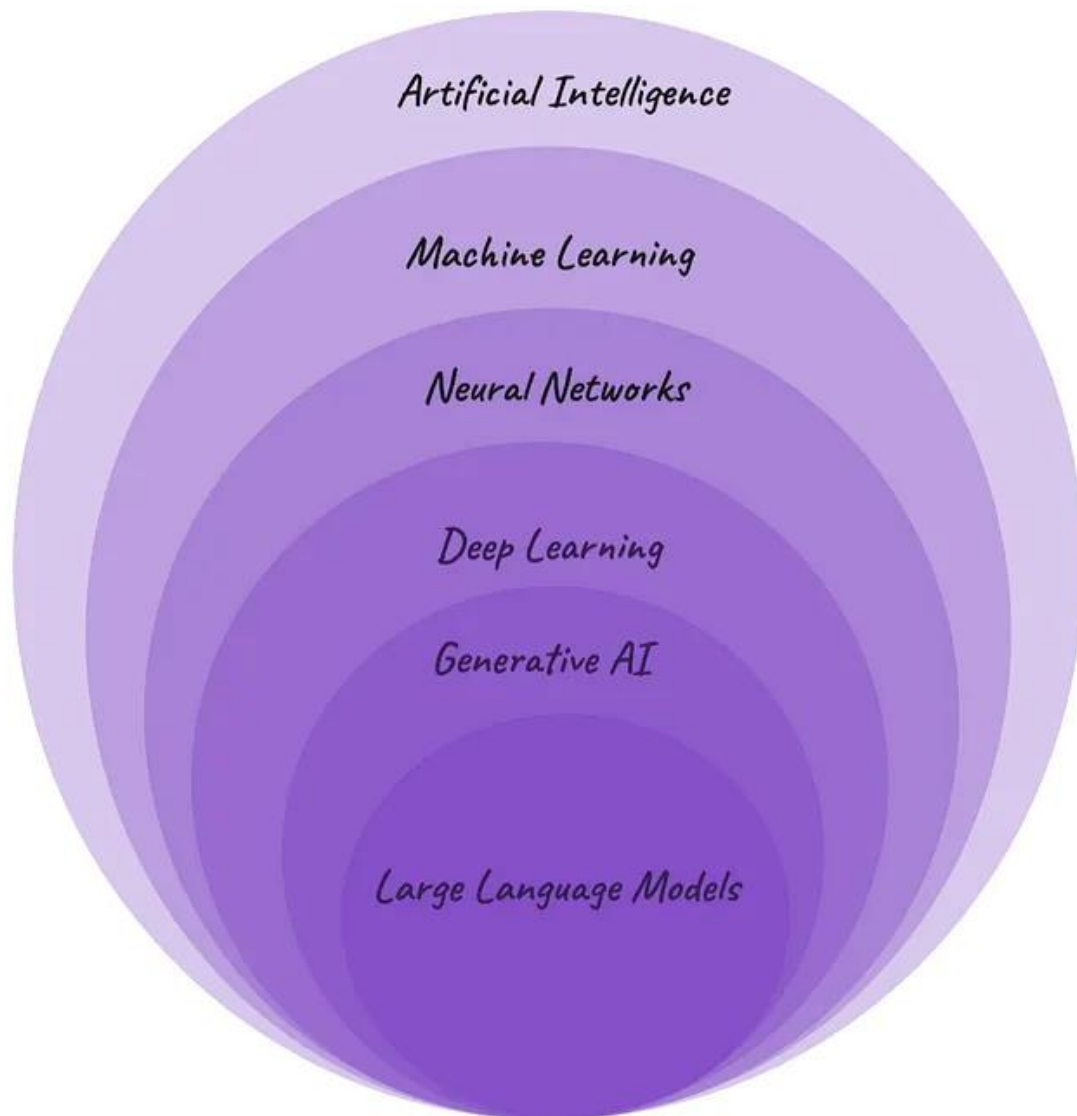 Artificial Intelligence
Machine Learning
Neural Networks
Deep Learning
Generative AI
Large Language Models